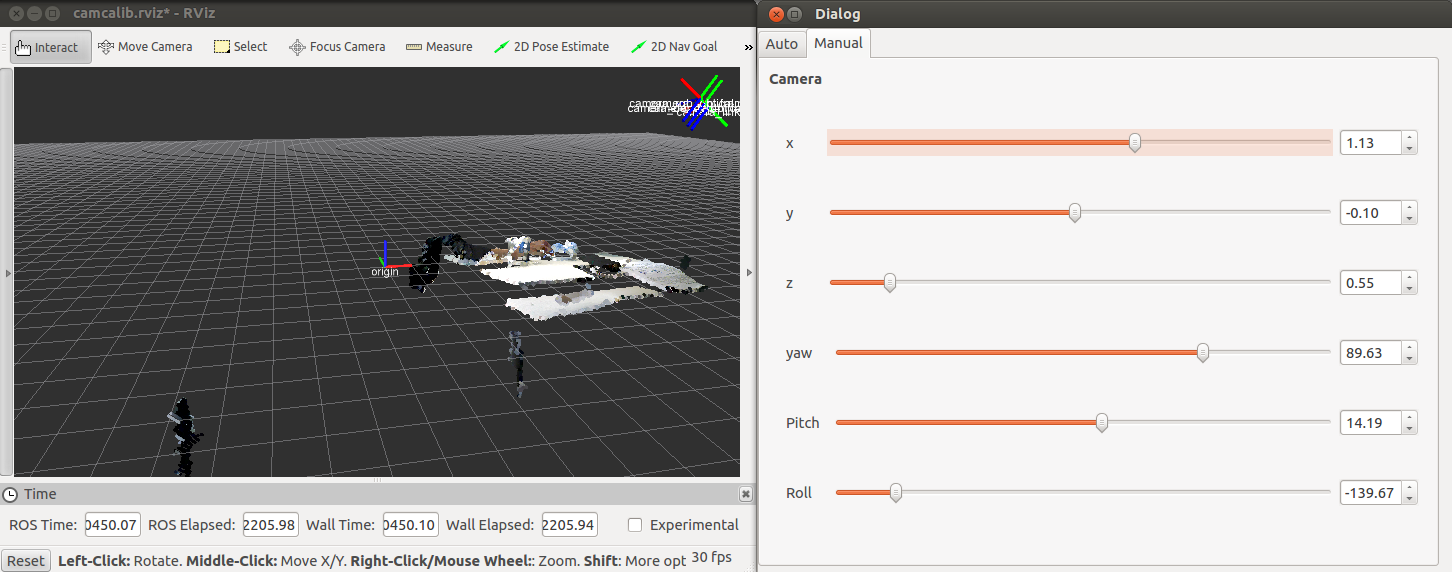 camcalib.rviz* - RViz
Interact Move Camera Select Focus Camera Measure 2D Pose Estimate 2D Nav Goal »
origin
Time
ROS Time: 0450.07 ROS Elapsed: 2205.98 Wall Time: 0450.10 Wall Elapsed: 2205.94 Experimental
Reset Left-Click: Rotate. Middle-Click: Move X/Y. Right-Click/Mouse Wheel:: Zoom. Shift: More opt 30 fps
Dialog
Auto Manual
Camera
x 1.13
y -0.10
z 0.55
yaw 89.63
Pitch 14.19
Roll -139.67